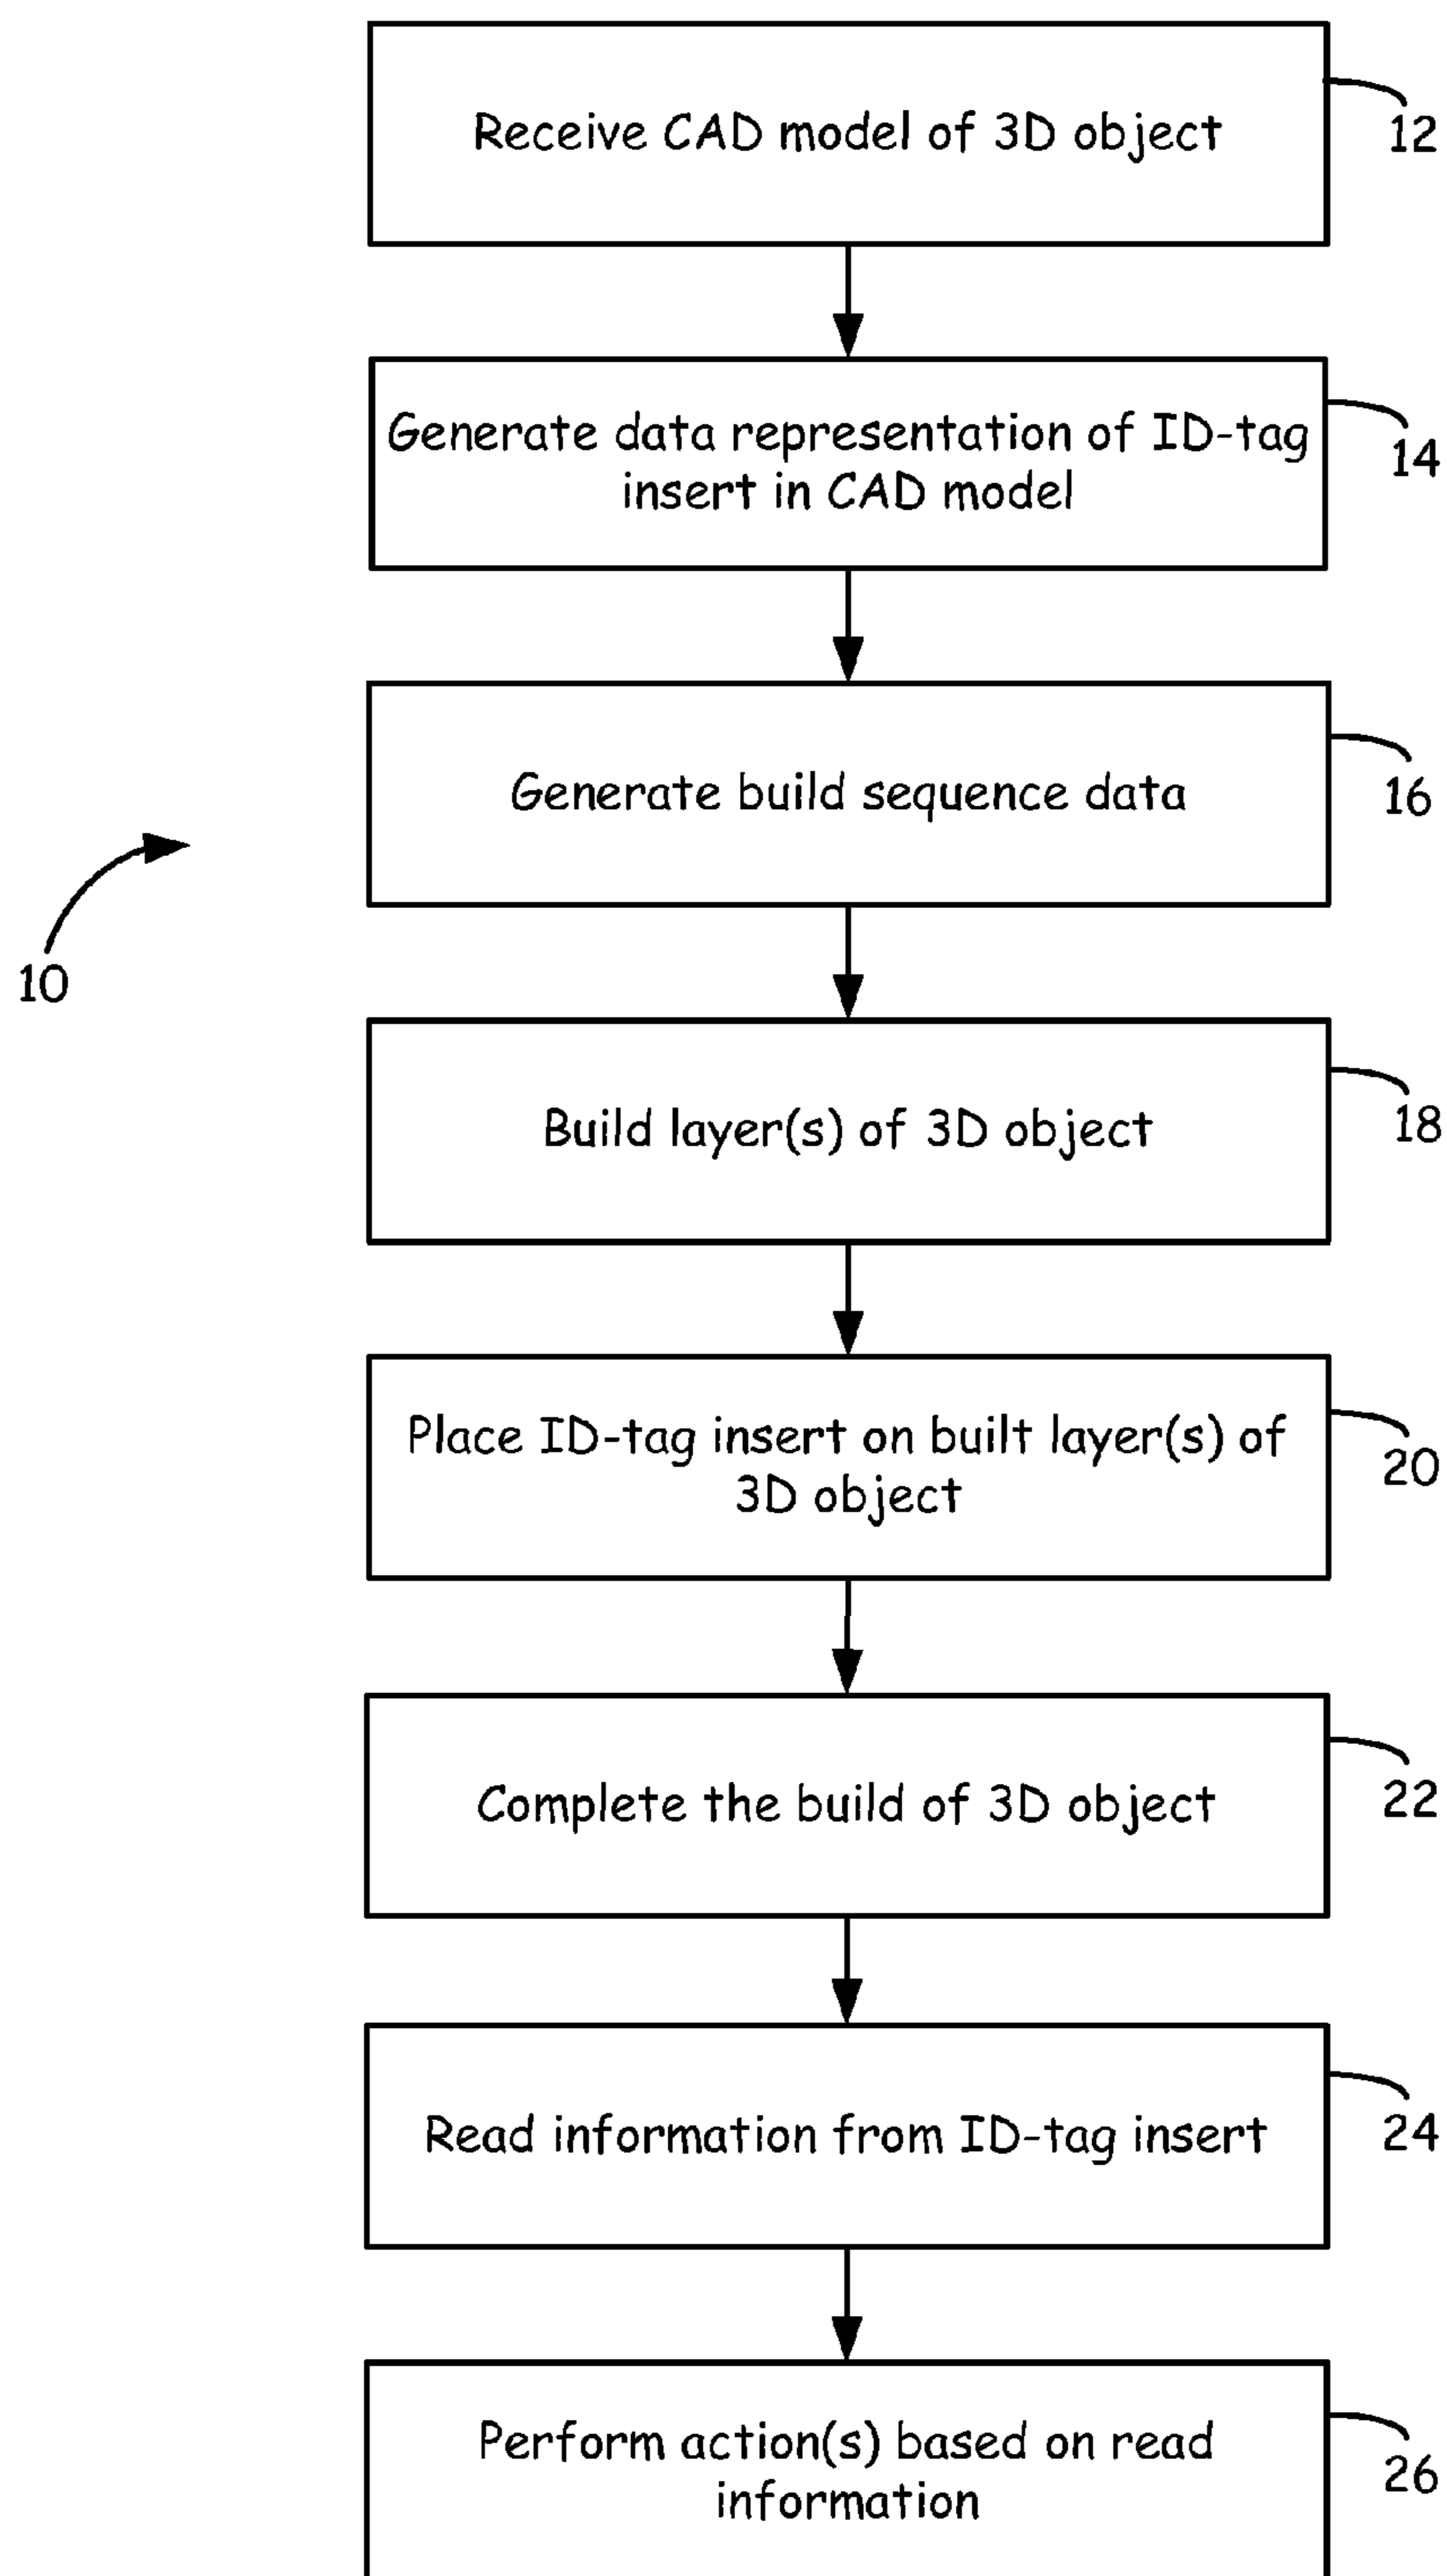 Receive CAD model of 3D object
12
Generate data representation of ID-tag
insert in CAD model
14
Generate build sequence data
16
10
Build layer(s) of 3D object
18
Place ID-tag insert on built layer(s) of
3D object
20
Complete the build of 3D object
22
Read information from ID-tag insert
24
Perform action(s) based on read
information
26